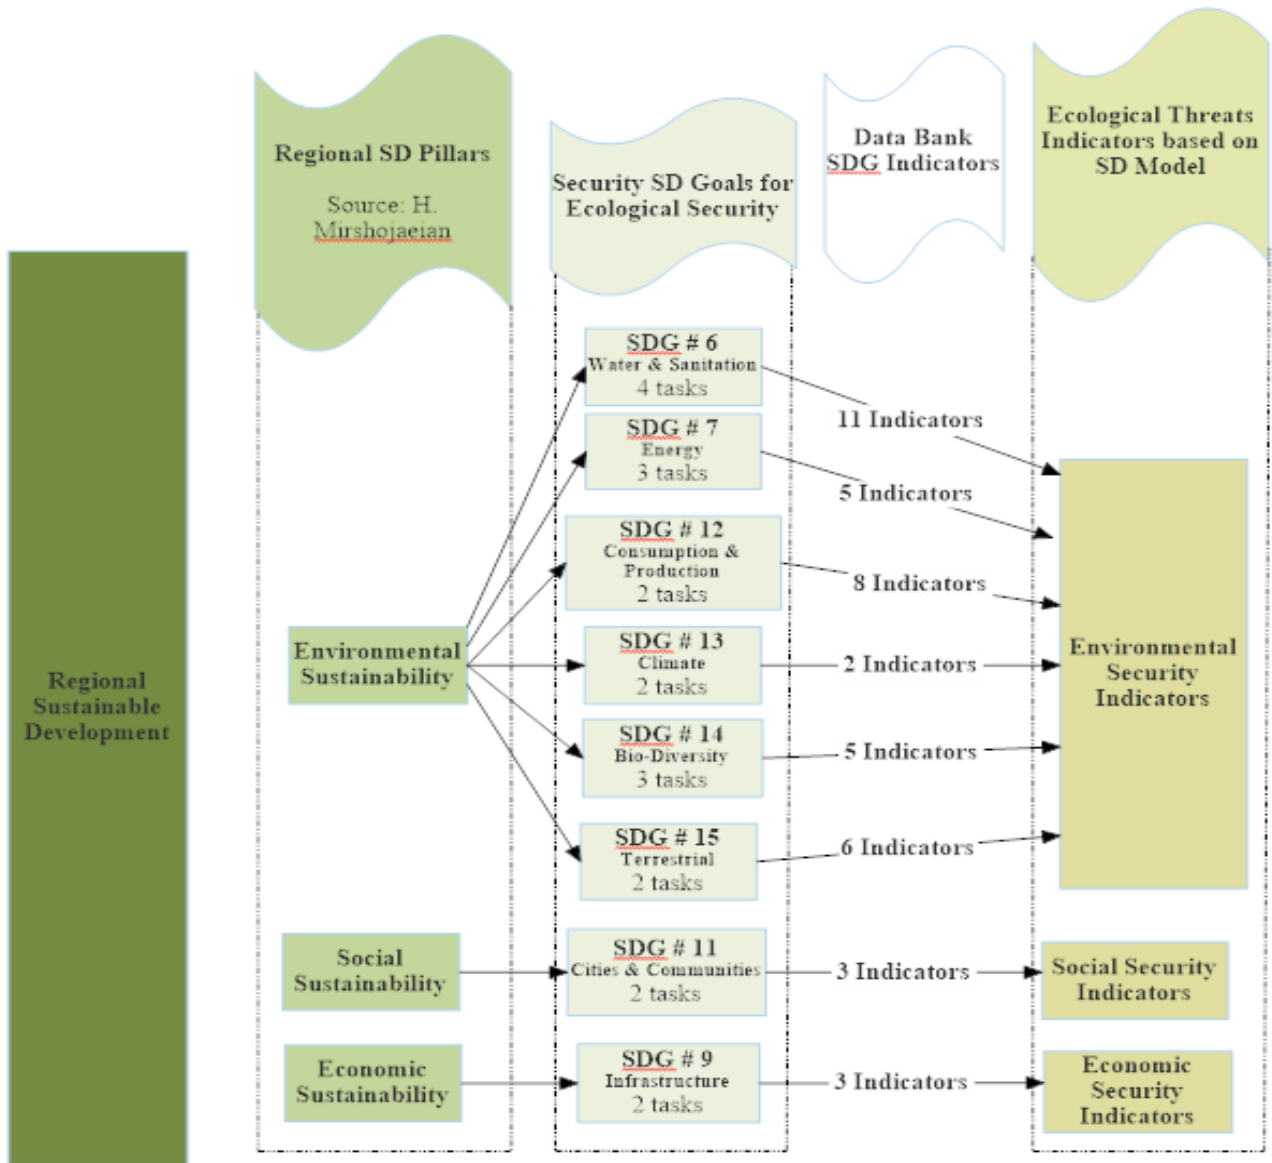 Regional SD Pillars
Source: H.
Mirshojaeian
Security SD Goals for
Ecological Security
Data Bank
SDG Indicators
Ecological Threats
Indicators based on
SD Model
Regional
Sustainable
Development
Environmental
Sustainability
Social
Sustainability
Economic
Sustainability
SDG # 6
Water & Sanitation
4 tasks
SDG # 7
Energy
3 tasks
SDG # 12
Consumption &
Production
2 tasks
SDG # 13
Climate
2 tasks
SDG # 14
Bio-Diversity
3 tasks
SDG # 15
Terrestrial
2 tasks
SDG # 11
Cities & Communities
2 tasks
SDG # 9
Infrastructure
2 tasks
11 Indicators
5 Indicators
8 Indicators
2 Indicators
5 Indicators
6 Indicators
3 Indicators
3 Indicators
Environmental
Security
Indicators
Social Security
Indicators
Economic
Security
Indicators